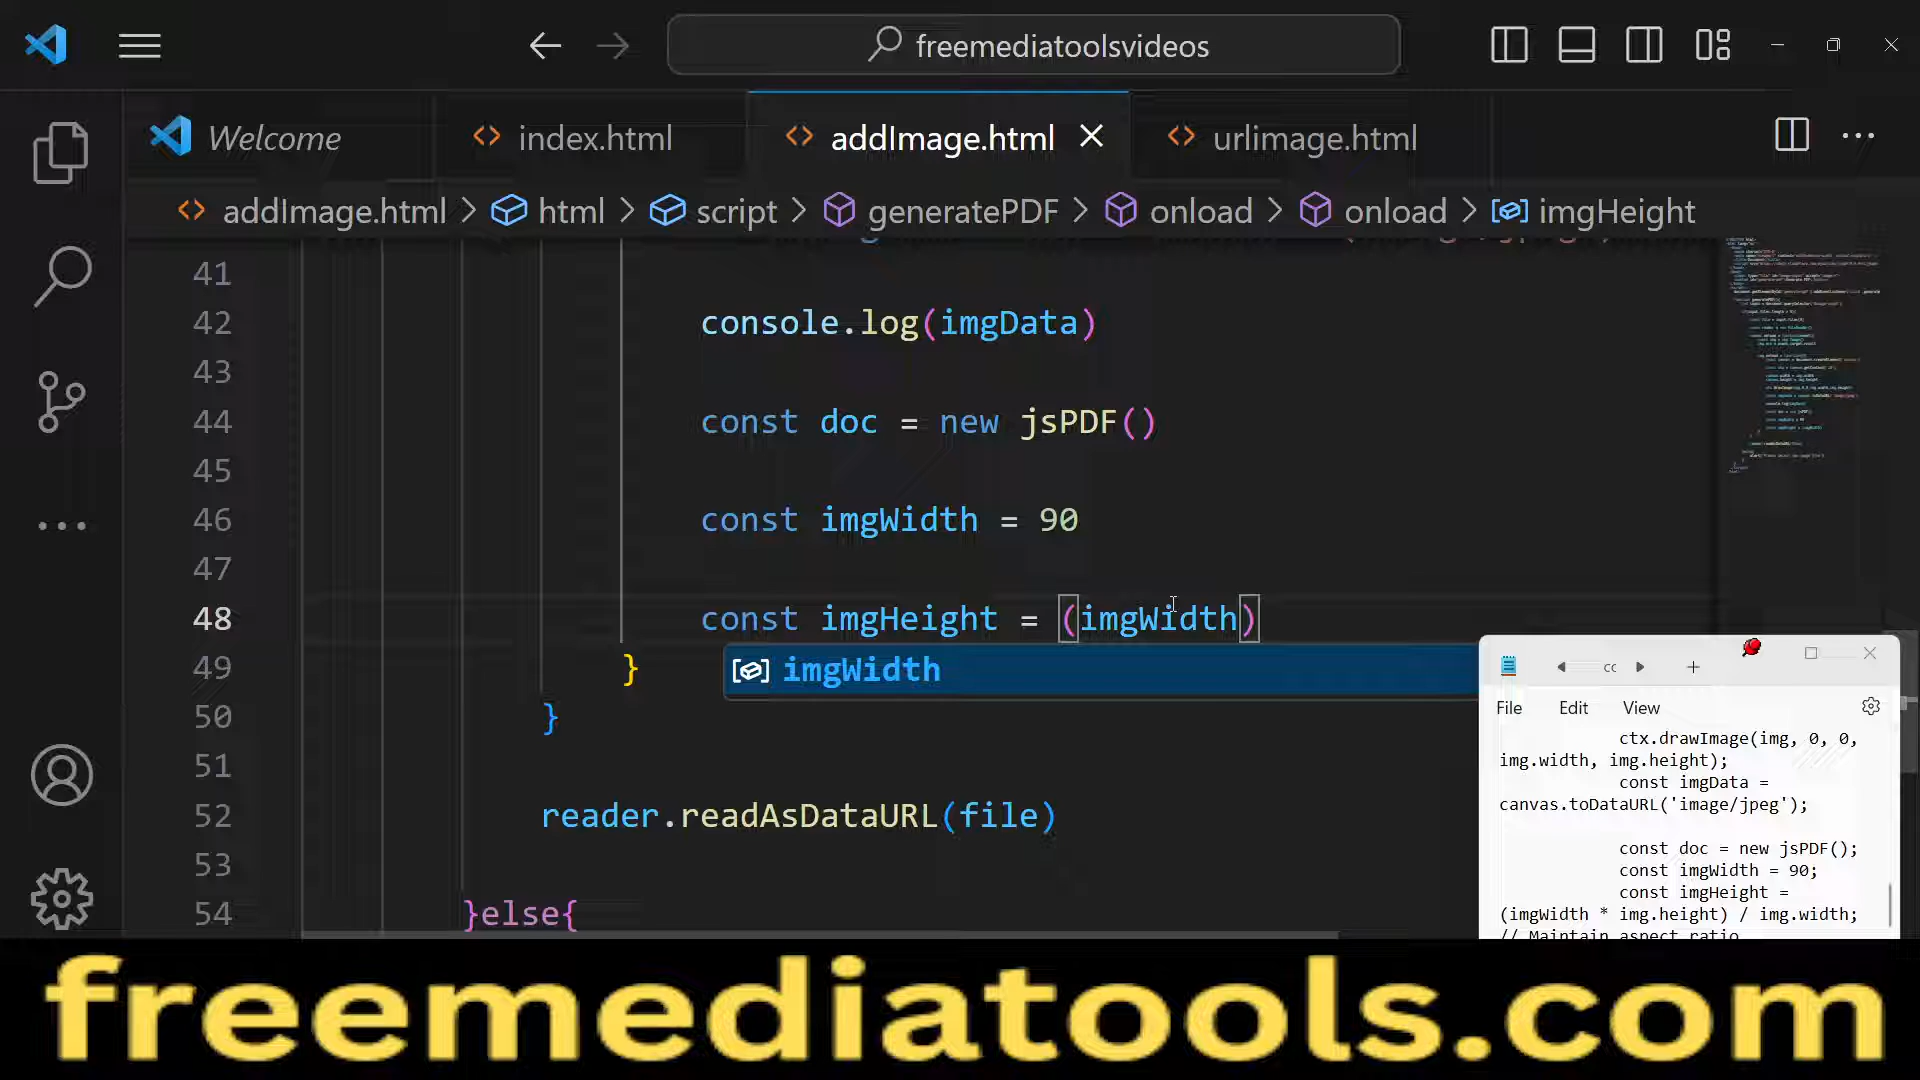 freemediatoolsvideos
Welcome
index.html
addImage.html
urlimage.html
addImage.html > html > script > generatePDF > onload > onload > imgHeight
41
42 console.log(imgData)
43
44 const doc = new jsPDF()
45
46 const imgWidth = 90
47
48 const imgHeight = (imgWidth)
imgWidth
49 }
50 }
51
52 reader.readAsDataURL(file)
53
54 }else{
cc
File Edit View
ctx.drawImage(img, 0, 0,
img.width, img.height);
const imgData =
canvas.toDataURL('image/jpeg');
const doc = new jsPDF();
const imgWidth = 90;
const imgHeight =
(imgWidth * img.height) / img.width;
// Maintain aspect ratio
freemediatools.com